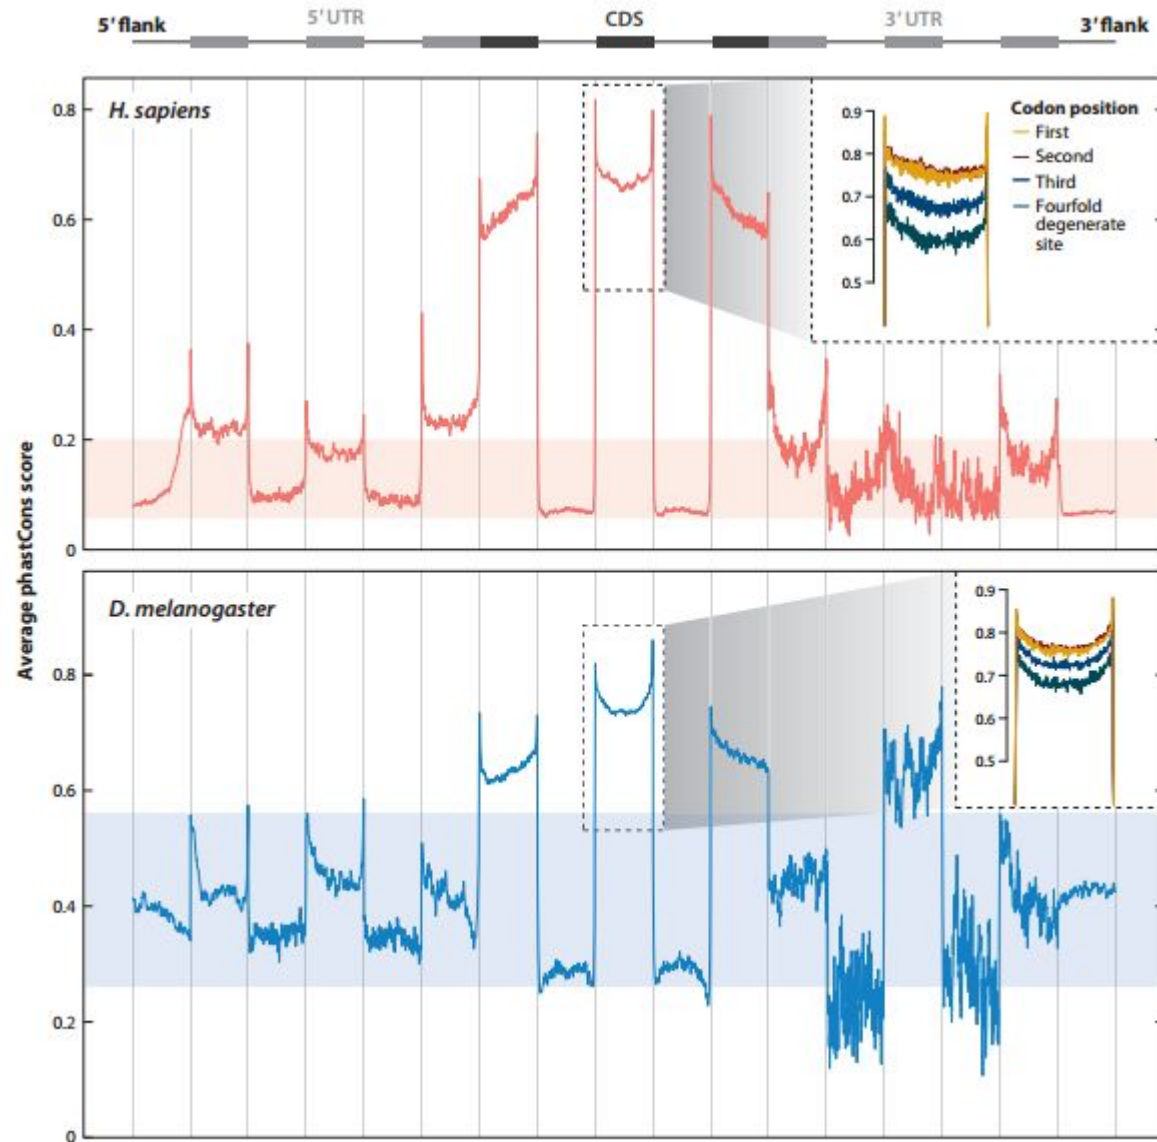 5' flank
5' UTR
CDS
3' UTR
3' flank
H. sapiens
0.8
0.6
0.4
0.2
0
0.9
0.8
0.7
0.6
0.5
Codon position
First
Second
Third
Fourfold
degenerate
site
Average phastCons score
D. melanogaster
0.8
0.6
0.4
0.2
0
0.9
0.8
0.7
0.6
0.5